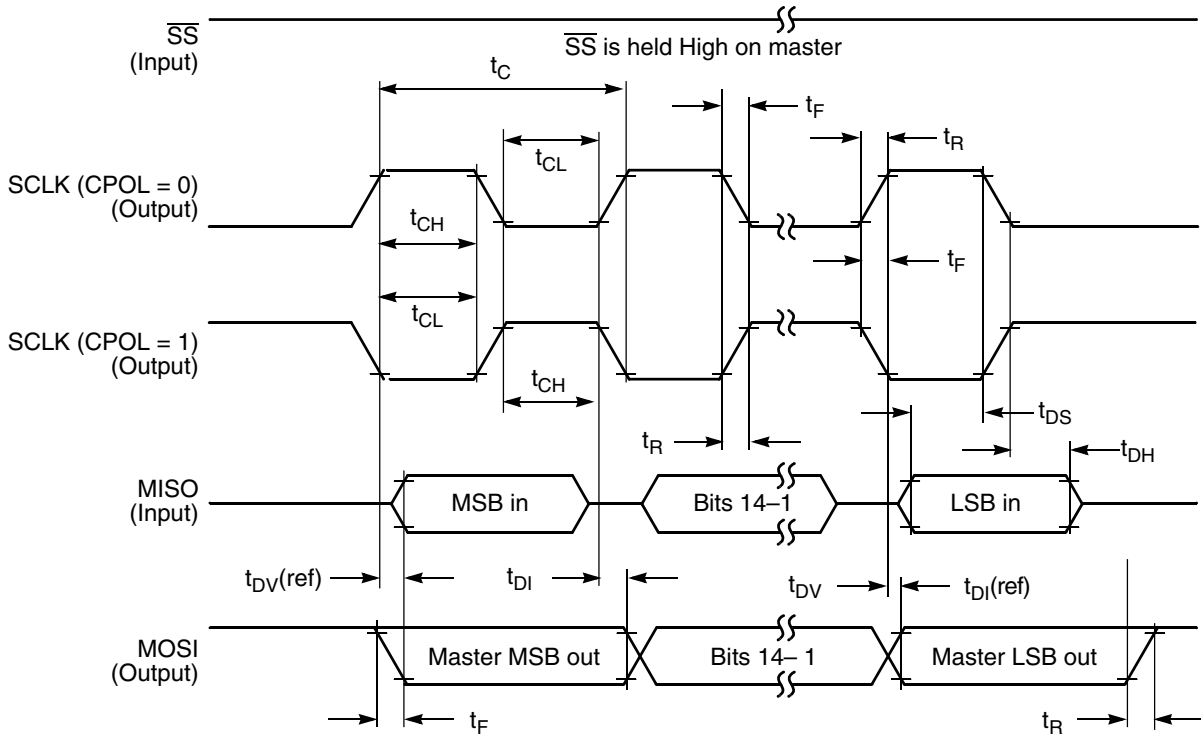 SS
(Input)
SS is held High on master
tC
tF
tR
tCL
SCLK (CPOL = 0)
(Output)
tCH
tF
tCL
SCLK (CPOL = 1)
(Output)
tCH
tDS
tR
tDH
MISO
(Input)
MSB in
Bits 14–1
LSB in
tDV(ref)
tDI
tDV
tDI(ref)
MOSI
(Output)
Master MSB out
Bits 14– 1
Master LSB out
tF
tR